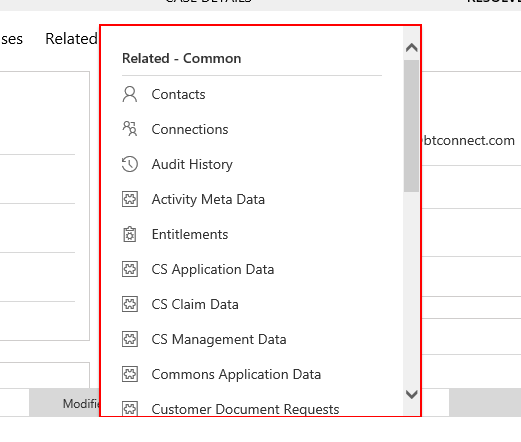 CASE DETAILS
RESOLVE
ses Related
Related - Common
Contacts
Connections
Audit History
@btconnect.com
Activity Meta Data
Entitlements
CS Application Data
CS Claim Data
CS Management Data
Commons Application Data
Modifie
Customer Document Requests